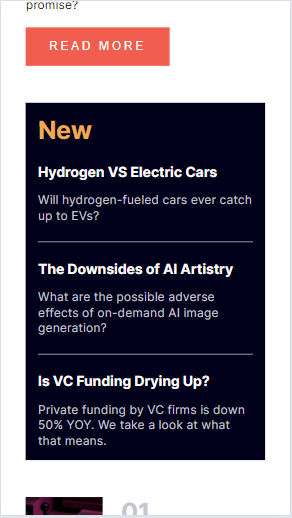 promise?
READ MORE
New
Hydrogen VS Electric Cars
Will hydrogen-fueled cars ever catch
up to EVs?
The Downsides of AI Artistry
What are the possible adverse
effects of on-demand AI image
generation?
Is VC Funding Drying Up?
Private funding by VC firms is down
50% YOY. We take a look at what
that means.
01